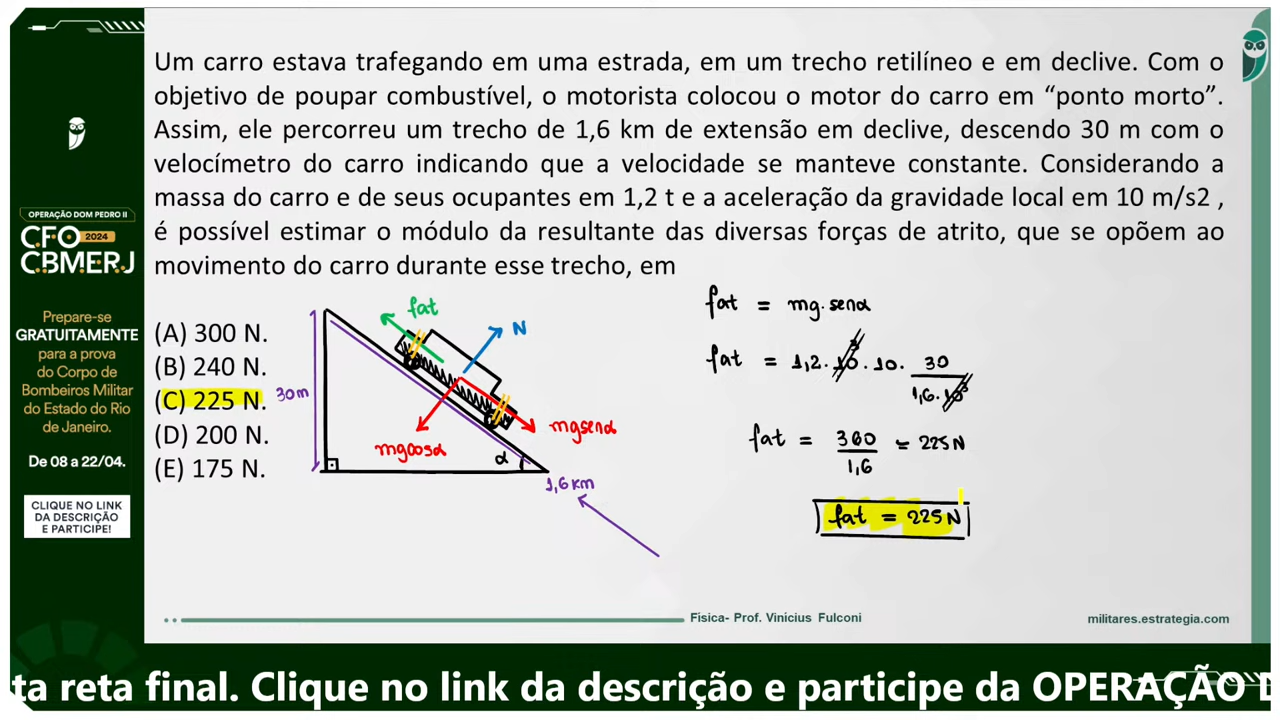 Um carro estava trafegando em uma estrada, em um trecho retilíneo e em declive. Com o
objetivo de poupar combustível, o motorista colocou o motor do carro em “ponto morto”.
Assim, ele percorreu um trecho de 1,6 km de extensão em declive, descendo 30 m com o
velocímetro do carro indicando que a velocidade se manteve constante. Considerando a
massa do carro e de seus ocupantes em 1,2 t e a aceleração da gravidade local em 10 m/s2 ,
é possível estimar o módulo da resultante das diversas forças de atrito, que se opõem ao
movimento do carro durante esse trecho, em
(A) 300 N.
(B) 240 N.
(C) 225 N.
(D) 200 N.
(E) 175 N.
fat
N
30m
mgcosα
mgsenα
α
1,6 km
fat = mg.senα
fat = 1,2 . 10³ . 10 . 30
1,6 . 10³
fat = 360 = 225N
1,6
fat = 225N
OPERAÇÃO DOM PEDRO II
CFO 2024
CBMERJ
Prepare-se
GRATUITAMENTE
para a prova
do Corpo de
Bombeiros Militar
do Estado do Rio
de Janeiro.
De 08 a 22/04.
CLIQUE NO LINK
DA DESCRIÇÃO
E PARTICIPE!
Física- Prof. Vinícius Fulconi
militares.estrategia.com
ta reta final. Clique no link da descrição e participe da OPERAÇÃO D